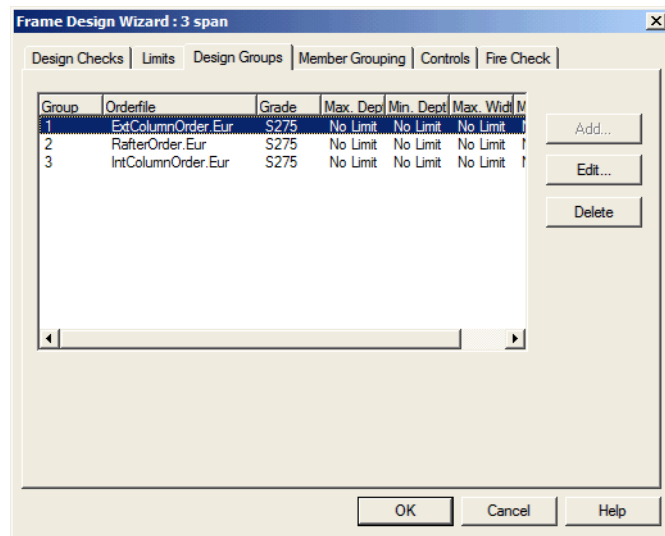 Frame Design Wizard : 3 span
Design Checks Limits Design Groups Member Grouping Controls Fire Check
Group Orderfile Grade Max. Dept Min. Dept Max. Widt M
1 ExtColumnOrder.Eur S275 No Limit No Limit No Limit
2 RafterOrder.Eur S275 No Limit No Limit No Limit
3 IntColumnOrder.Eur S275 No Limit No Limit No Limit
Add...
Edit...
Delete
OK Cancel Help